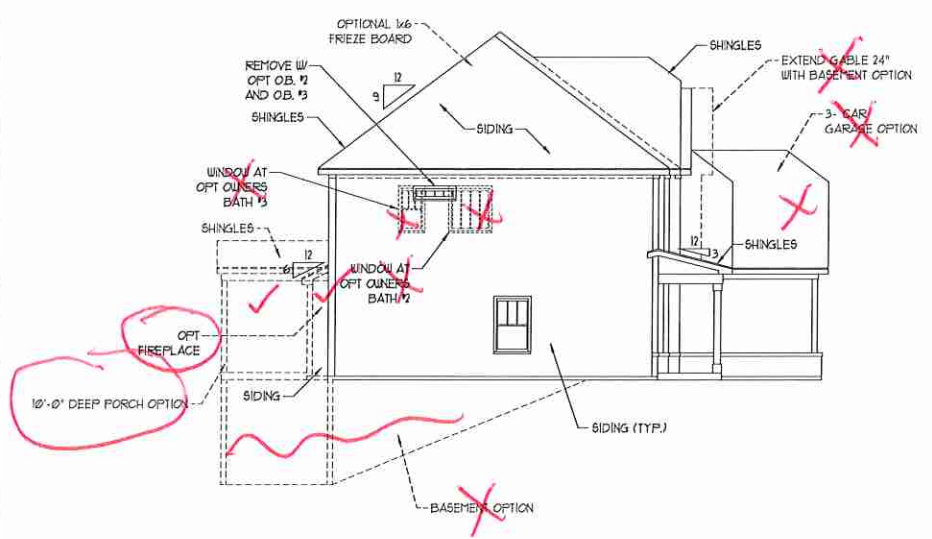 OPTIONAL 1x6
FRIEZE BOARD
SHINGLES
EXTEND GABLE 24"
WITH BASEMENT OPTION
REMOVE W/
OPT O.B. #2
AND O.B. #3
12
9
SHINGLES
SIDING
3- CAR
GARAGE OPTION
WINDOW AT
OPT OWNERS
BATH #3
SHINGLES
12
6
WINDOW AT
OPT OWNERS
BATH #2
12
3
SHINGLES
OPT
FIREPLACE
10'-0" DEEP PORCH OPTION
SIDING
SIDING (TYP.)
BASEMENT OPTION